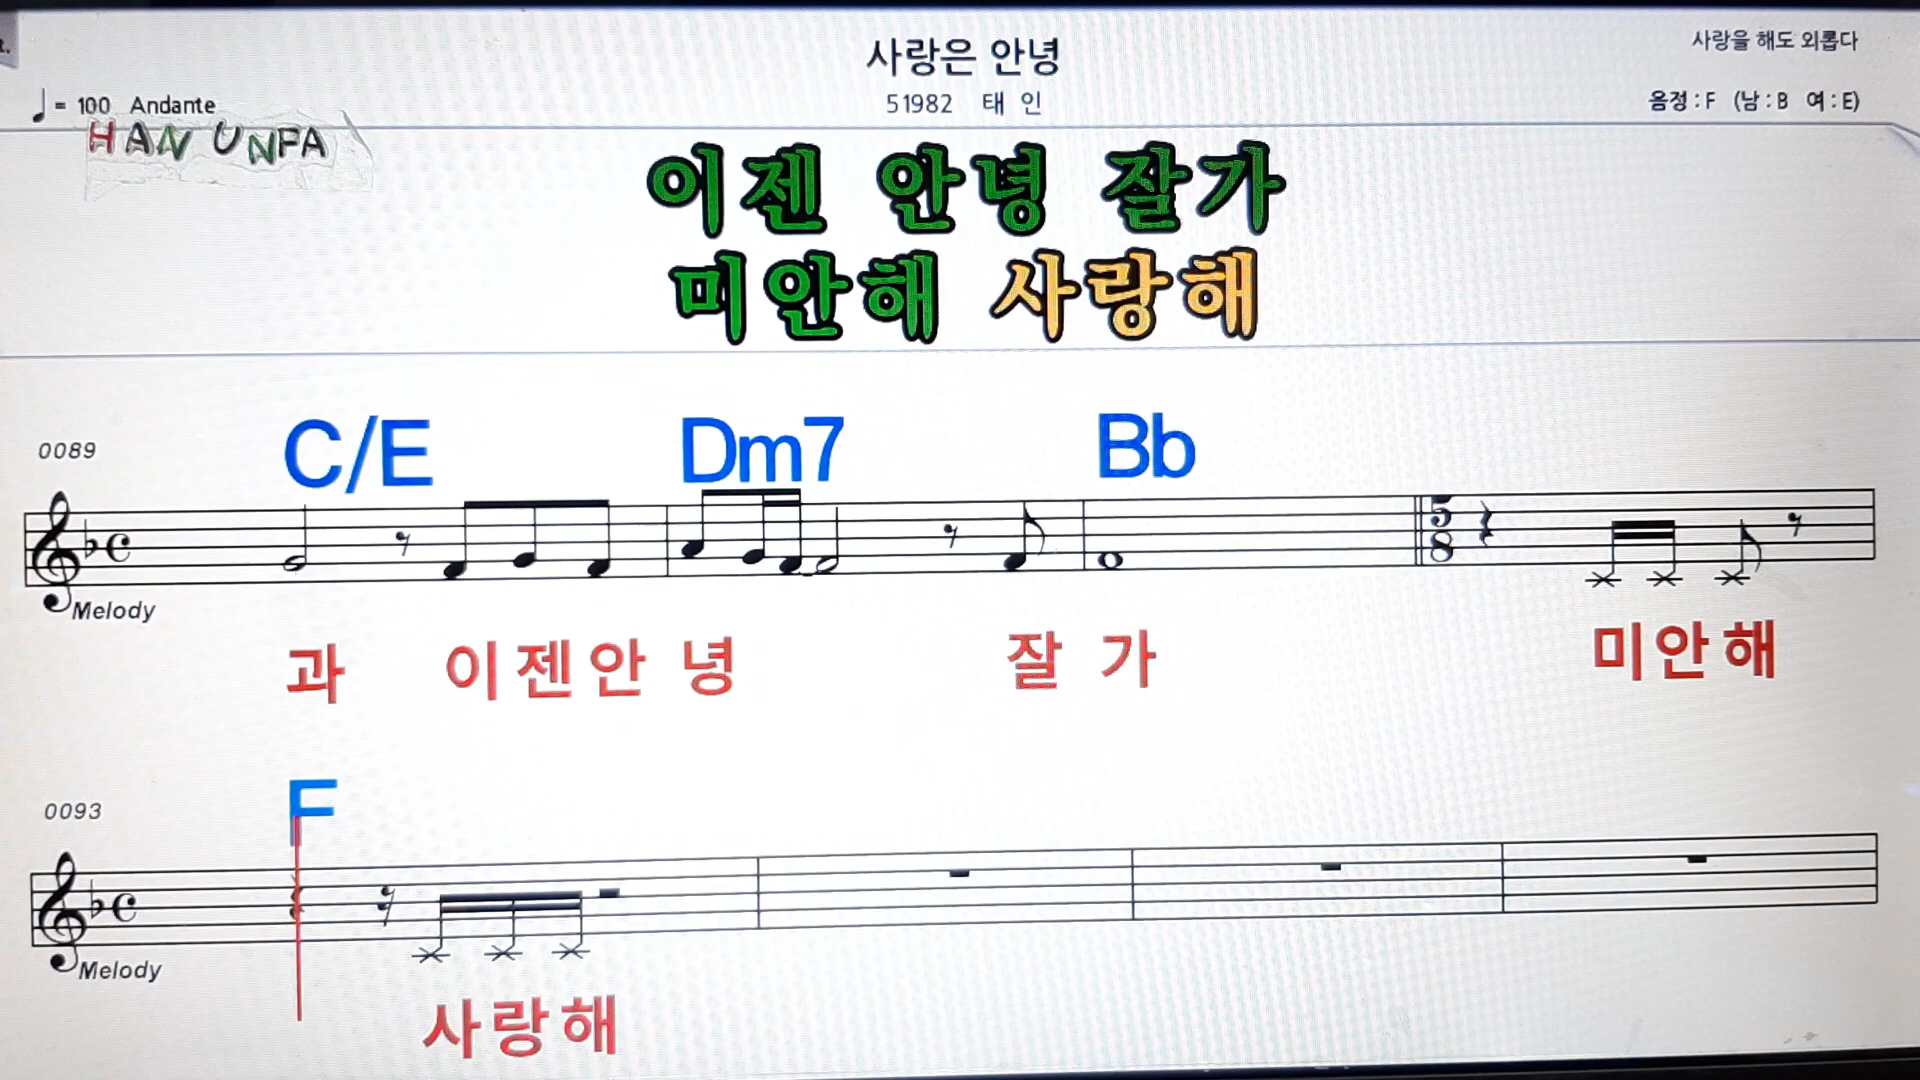 사랑은 안녕
사랑을 해도 외롭다
♩ = 100 Andante
51982 태 인
음정 : F (남 : B 여 : E)
HAN UNFA
이젠 안녕 잘가
미안해 사랑해
0089
C/E Dm7 Bb
5
8
Melody
과 이 젠 안 녕 잘 가 미 안 해
0093
F
Melody
사 랑 해